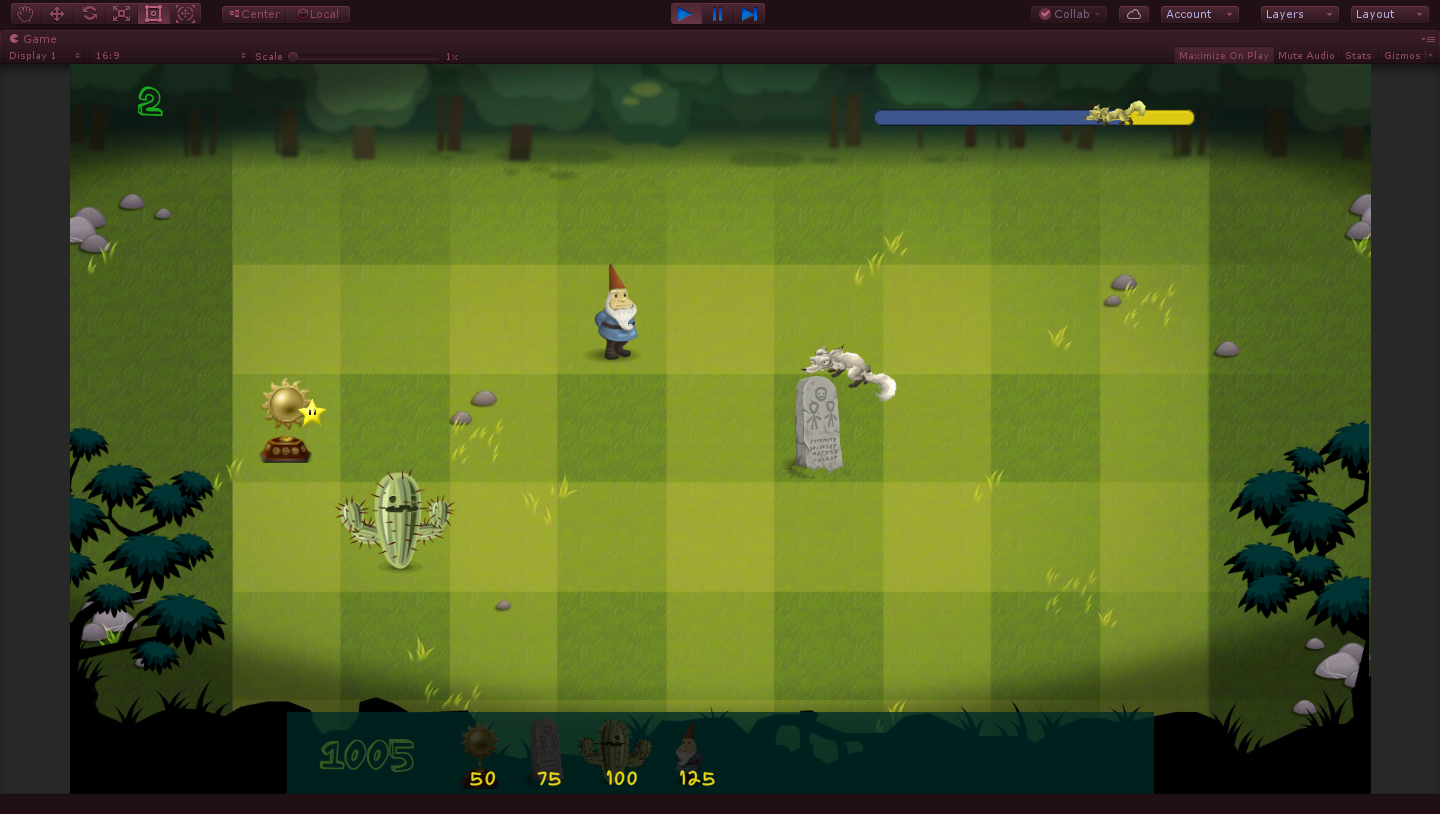 Center Local Collab Account Layers Layout
Game
Display 1 16:9 Scale 1x Maximize On Play Mute Audio Stats Gizmos
2
1005
50 75 100 125